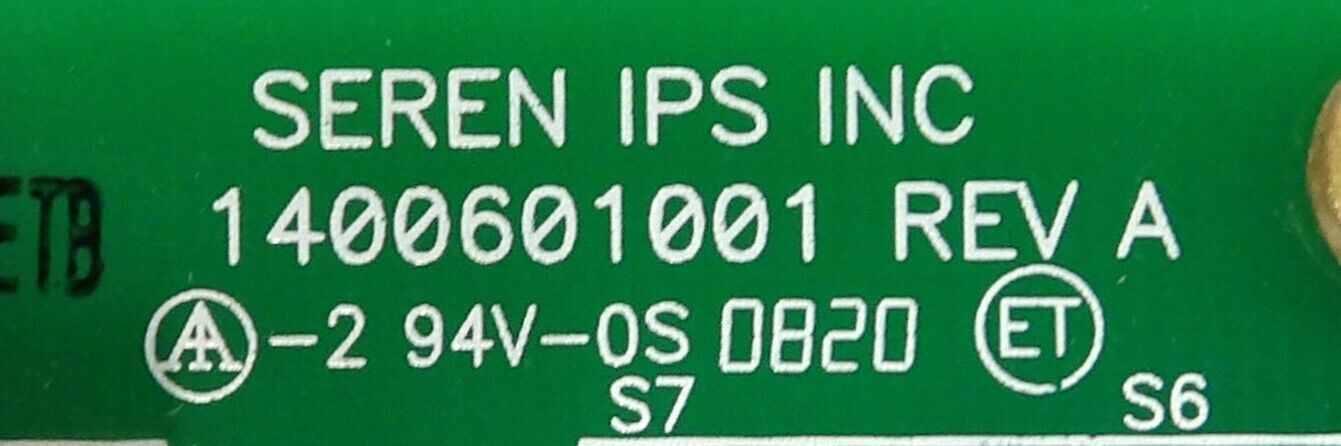 SEREN IPS INC
1400601001 REV A
ETB
-2 94V-0S 0820 ET
S7
S6